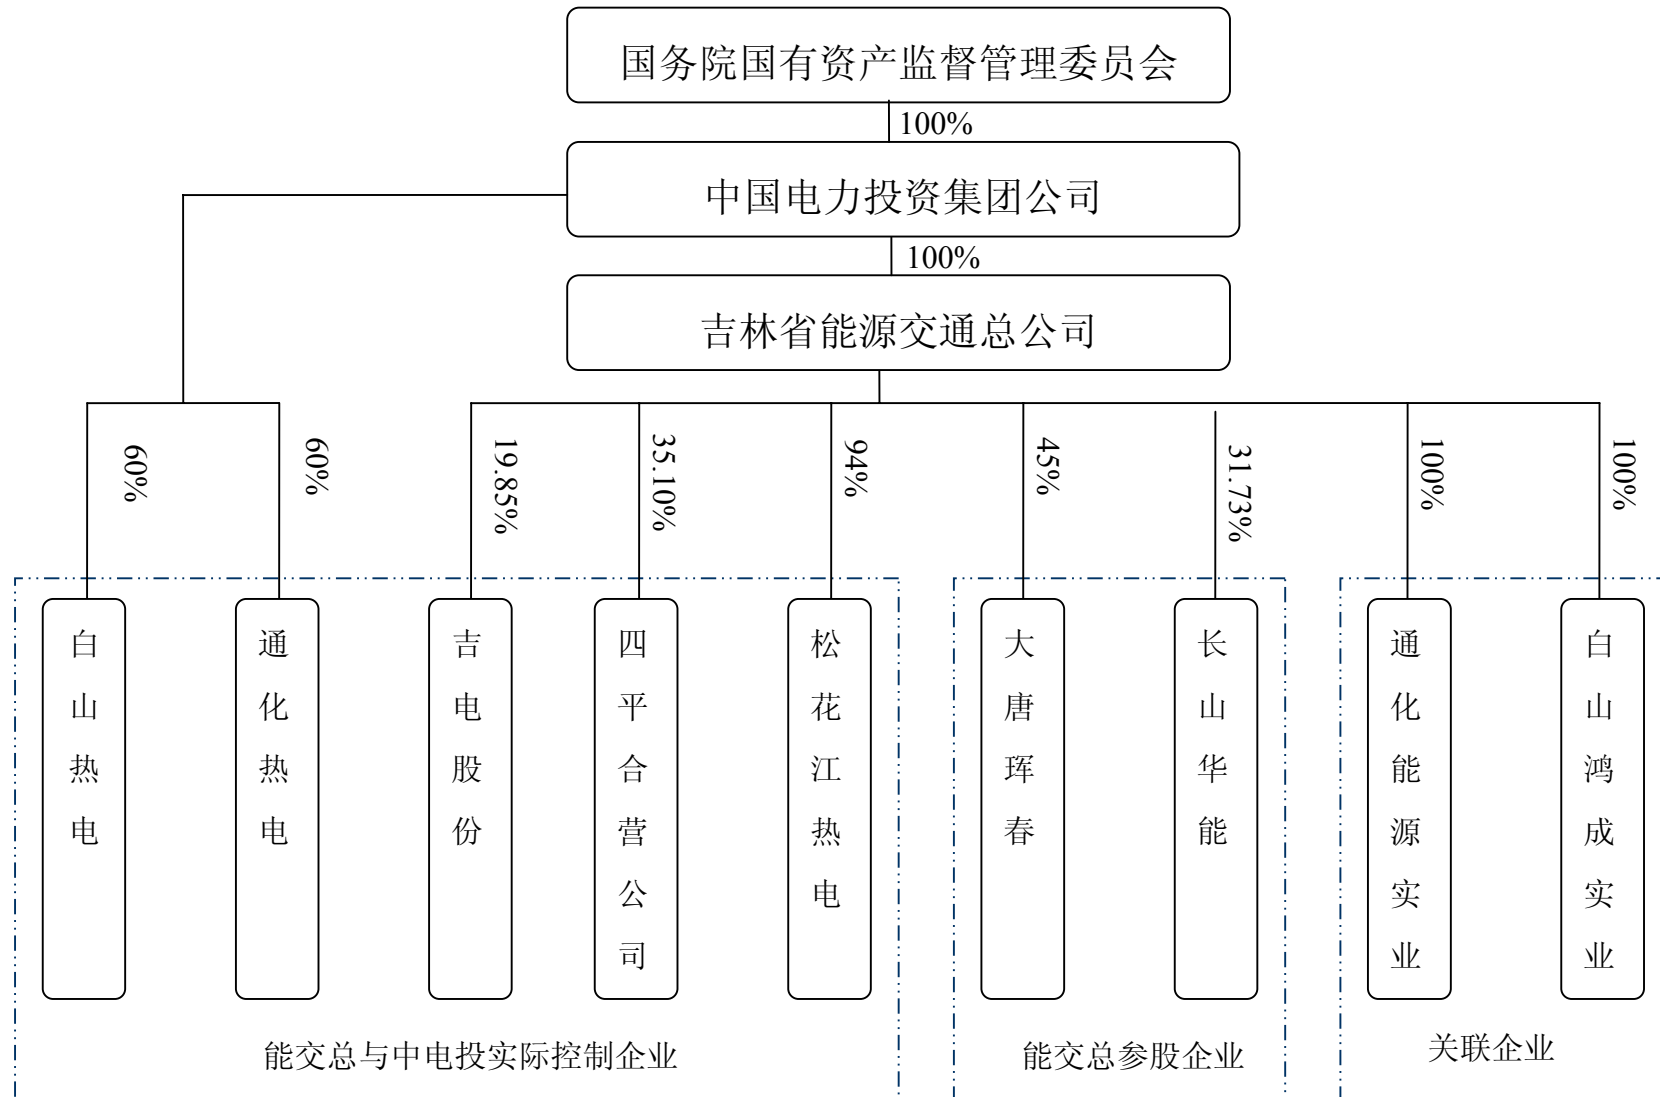 国务院国有资产监督管理委员会
100%
中国电力投资集团公司
100%
吉林省能源交通总公司
60%
60%
19.85%
35.10%
94%
45%
31.73%
100%
100%
白山热电
通化热电
吉电股份
四平合营公司
松花江热电
大唐珲春
长山华能
通化能源实业
白山鸿成实业
能交总与中电投实际控制企业
能交总参股企业
关联企业